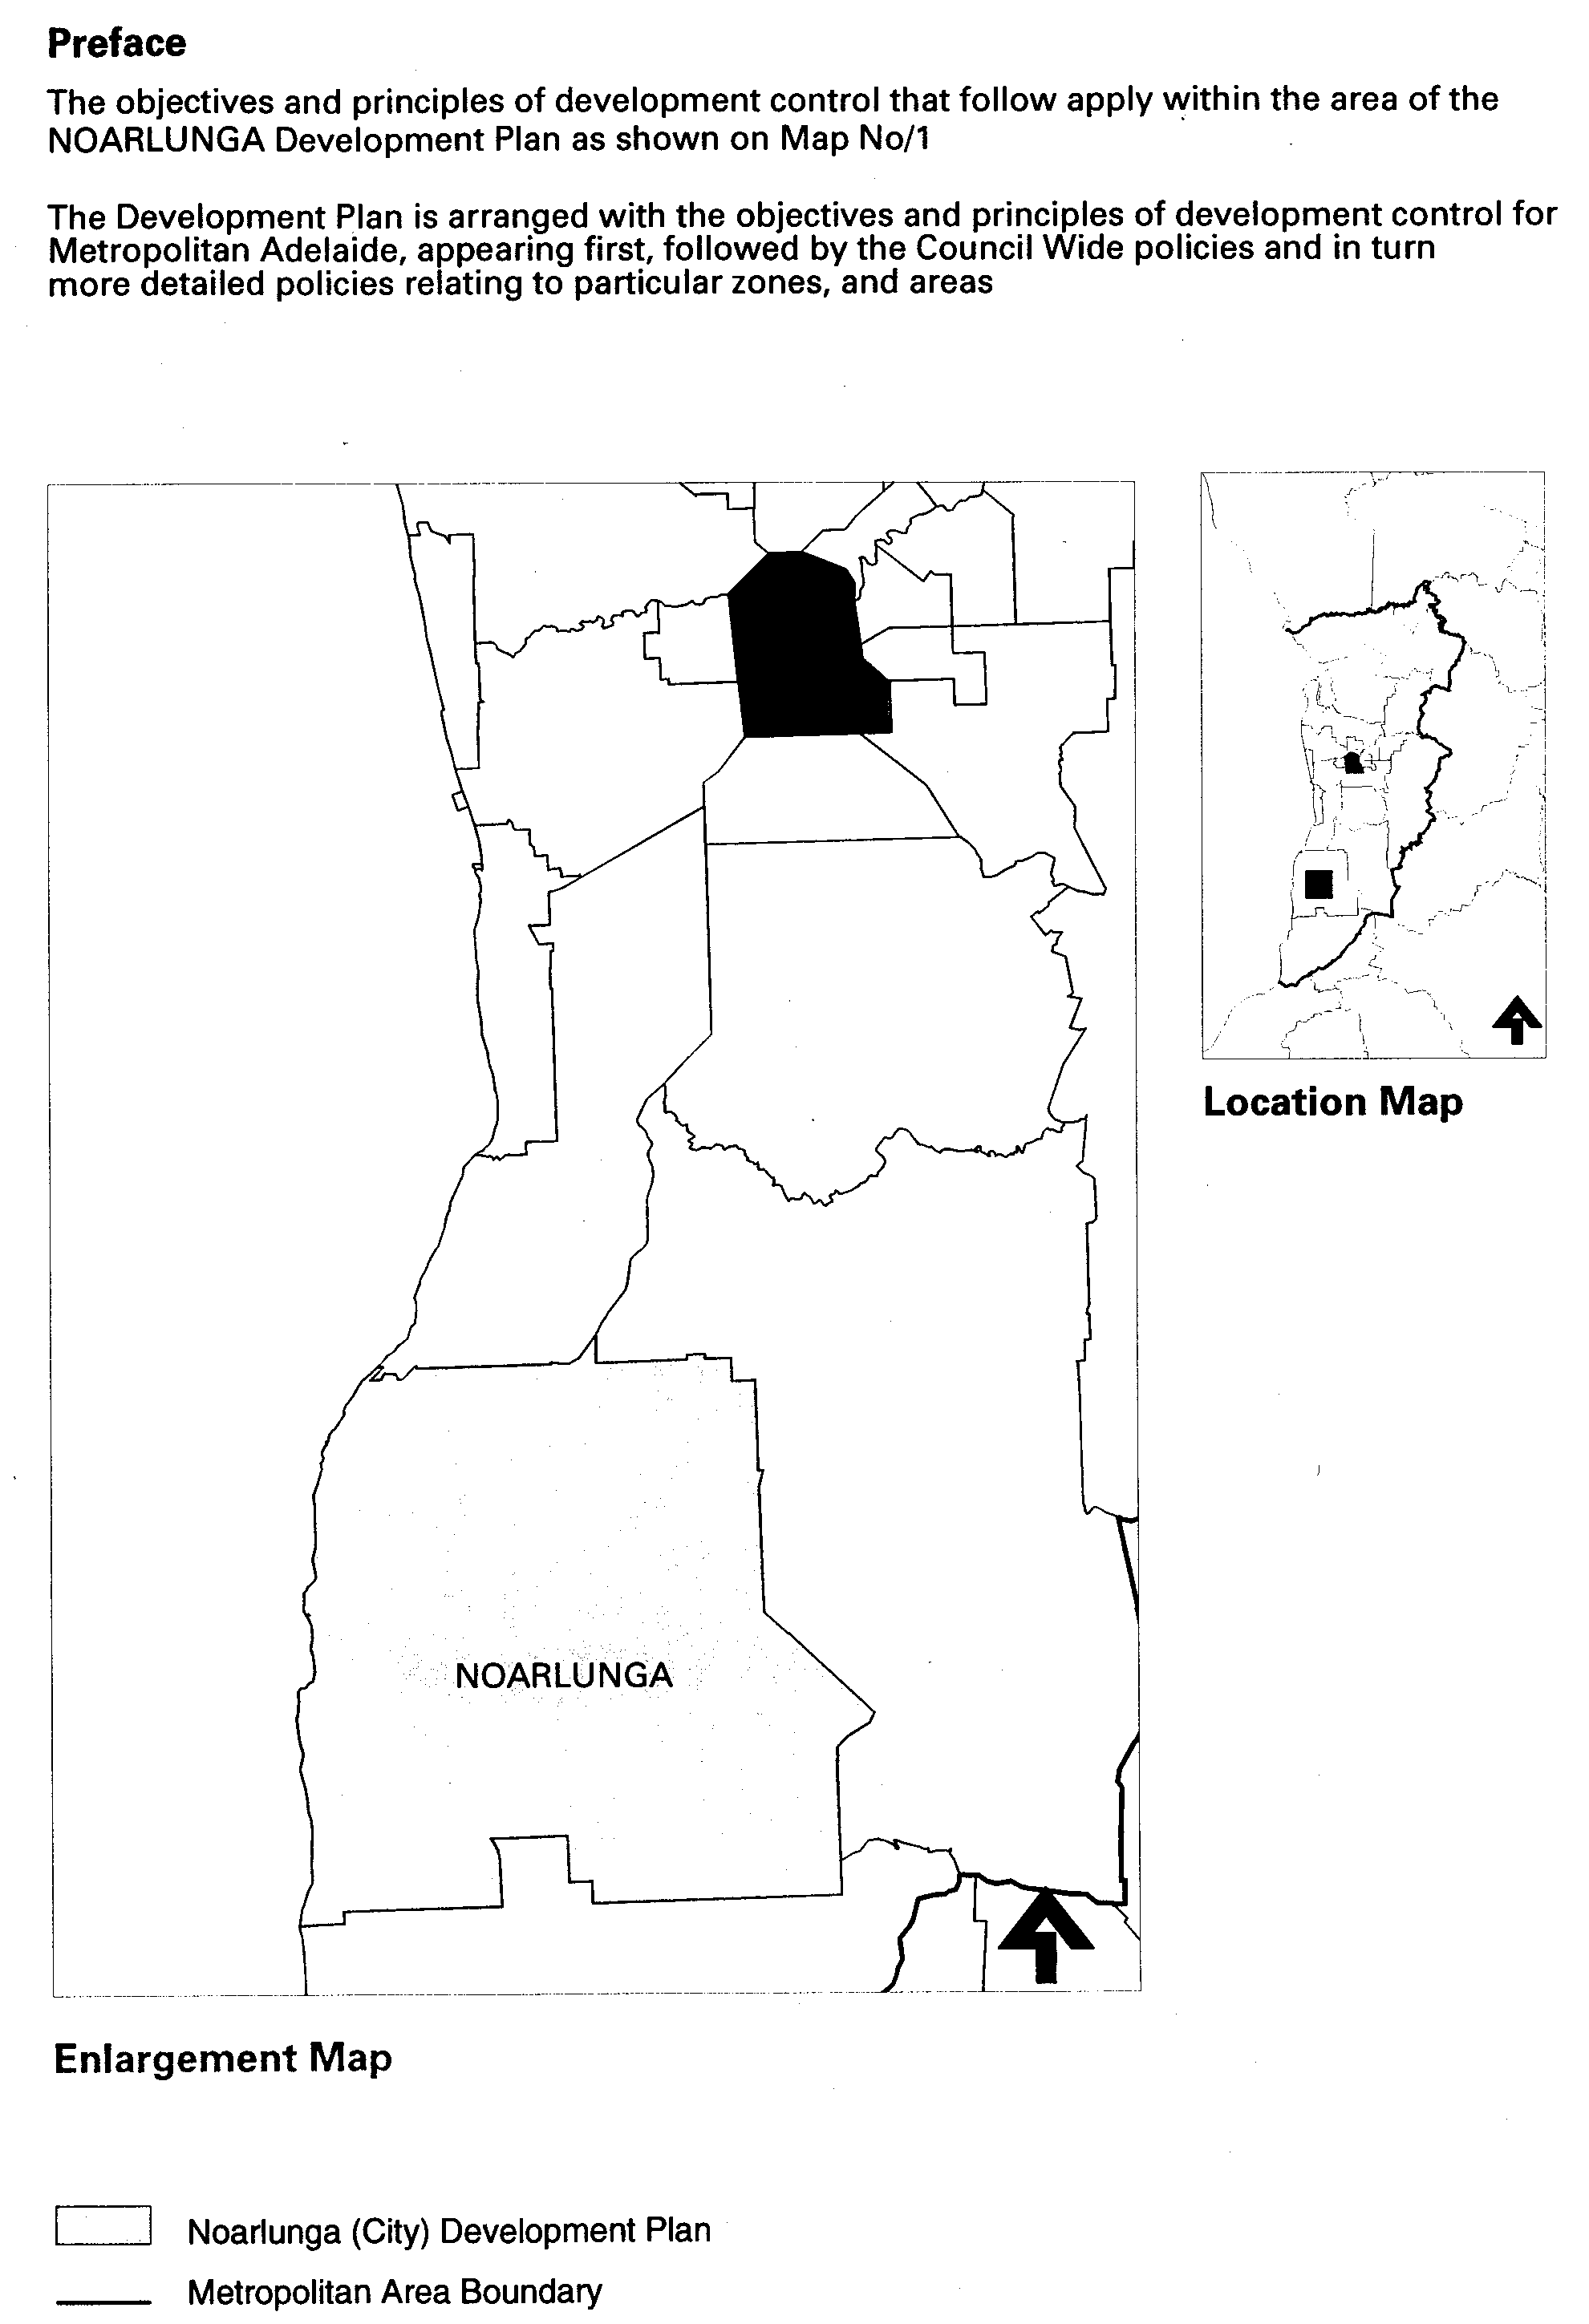 Preface
The objectives and principles of development control that follow apply within the area of the
NOARLUNGA Development Plan as shown on Map No/1
The Development Plan is arranged with the objectives and principles of development control for
Metropolitan Adelaide, appearing first, followed by the Council Wide policies and in turn
more detailed policies relating to particular zones, and areas
Location Map
NOARLUNGA
Enlargement Map
Noarlunga (City) Development Plan
Metropolitan Area Boundary